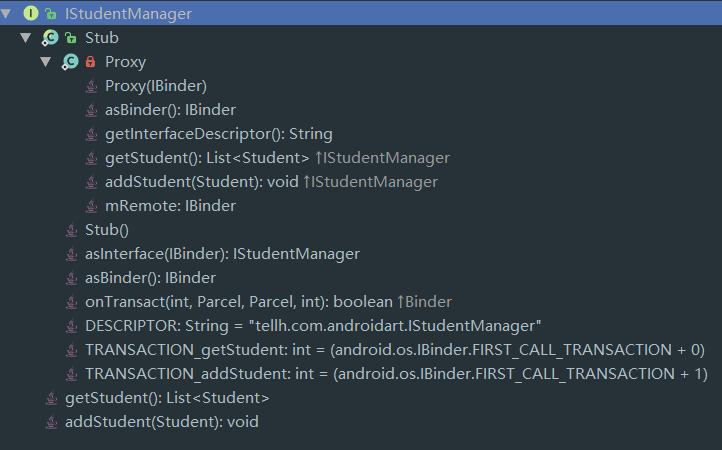 IStudentManager
Stub
Proxy
Proxy(IBinder)
asBinder(): IBinder
getInterfaceDescriptor(): String
getStudent(): List<Student> ↑IStudentManager
addStudent(Student): void ↑IStudentManager
mRemote: IBinder
Stub()
asInterface(IBinder): IStudentManager
asBinder(): IBinder
onTransact(int, Parcel, Parcel, int): boolean ↑Binder
DESCRIPTOR: String = "tellh.com.androidart.IStudentManager"
TRANSACTION_getStudent: int = (android.os.IBinder.FIRST_CALL_TRANSACTION + 0)
TRANSACTION_addStudent: int = (android.os.IBinder.FIRST_CALL_TRANSACTION + 1)
getStudent(): List<Student>
addStudent(Student): void